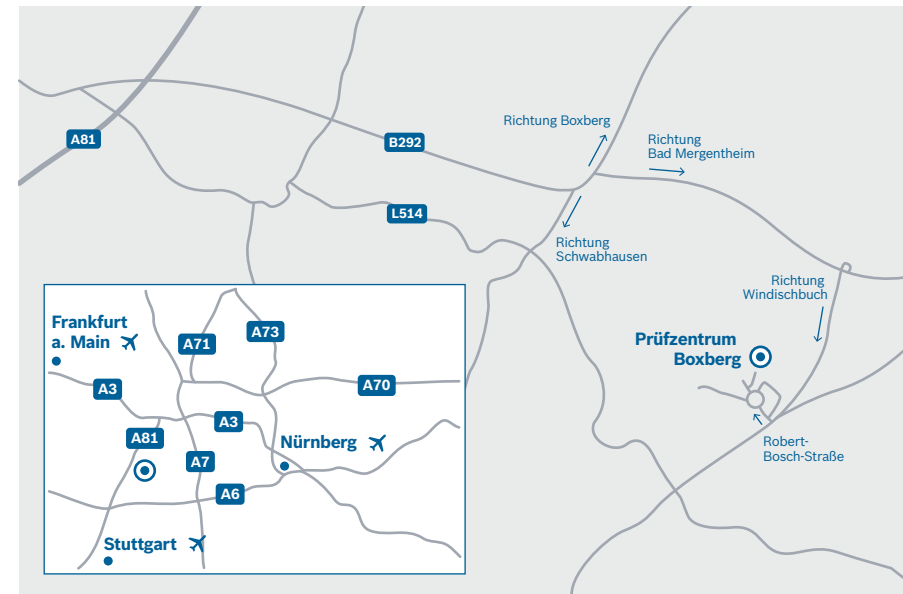 A81
B292
L514
Richtung Boxberg
Richtung
Bad Mergentheim
Richtung
Schwabhausen
Richtung
Windischbuch
Prüfzentrum
Boxberg
Robert-
Bosch-Straße
Frankfurt
a. Main
A71
A73
A3
A70
A3
A81
A7
Nürnberg
A6
Stuttgart